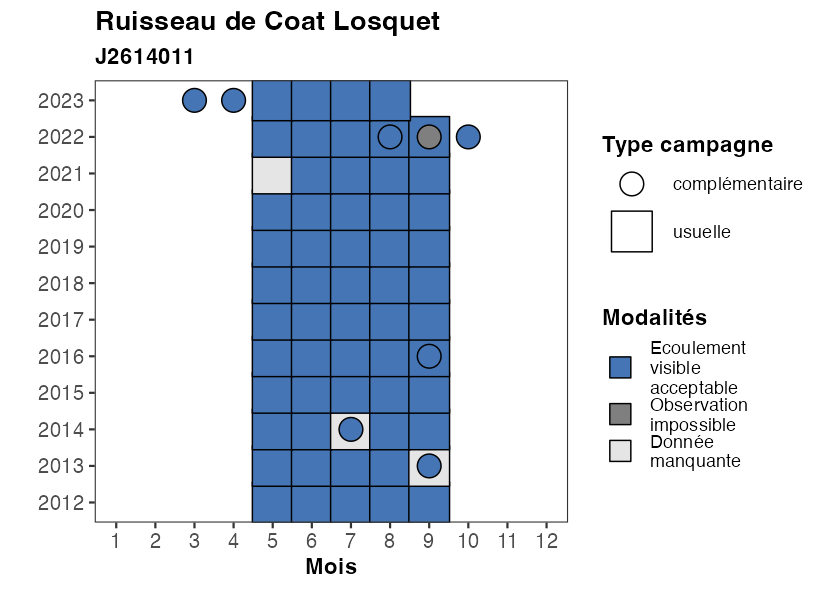 Ruisseau de Coat Losquet
J2614011
2023
2022
2021
2020
2019
2018
2017
2016
2015
2014
2013
2012
1 2 3 4 5 6 7 8 9 10 11 12
Mois
Type campagne
complémentaire
usuelle
Modalités
Ecoulement
visible
acceptable
Observation
impossible
Donnée
manquante